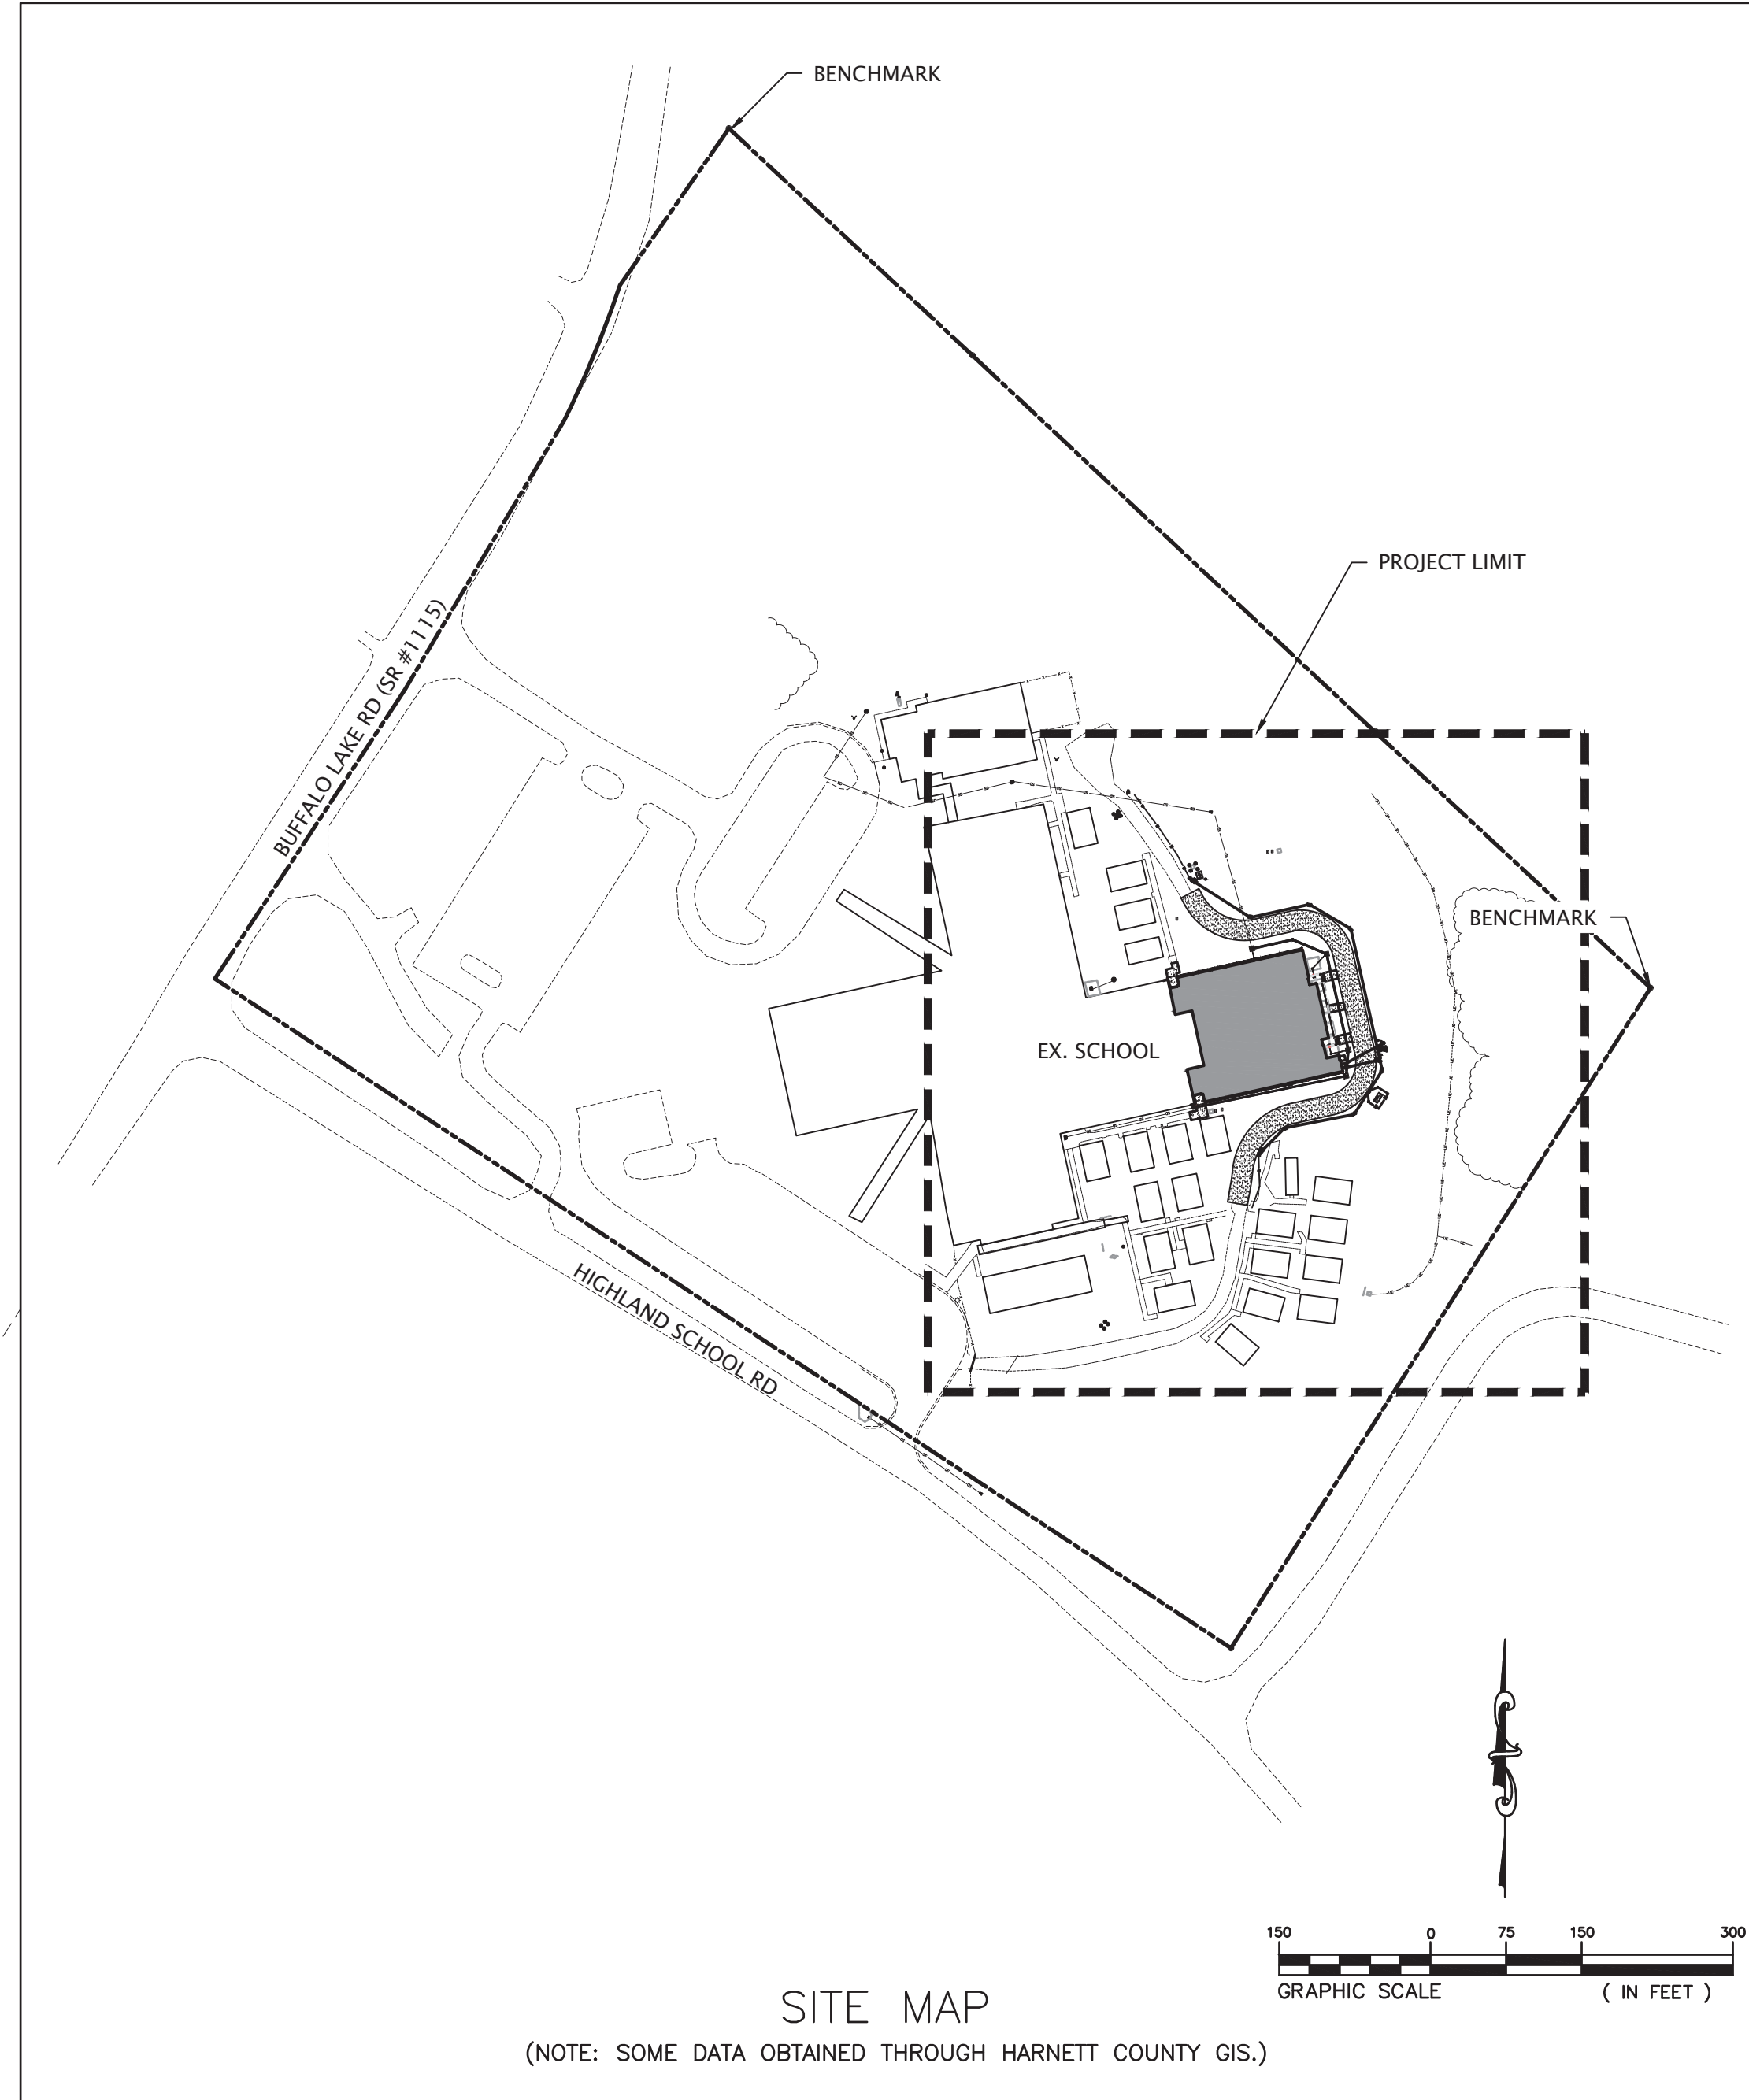 BENCHMARK
PROJECT LIMIT
BUFFALO LAKE RD (SR #1115)
BENCHMARK
EX. SCHOOL
HIGHLAND SCHOOL RD
150 0 75 150 300
GRAPHIC SCALE ( IN FEET )
SITE MAP
(NOTE: SOME DATA OBTAINED THROUGH HARNETT COUNTY GIS.)